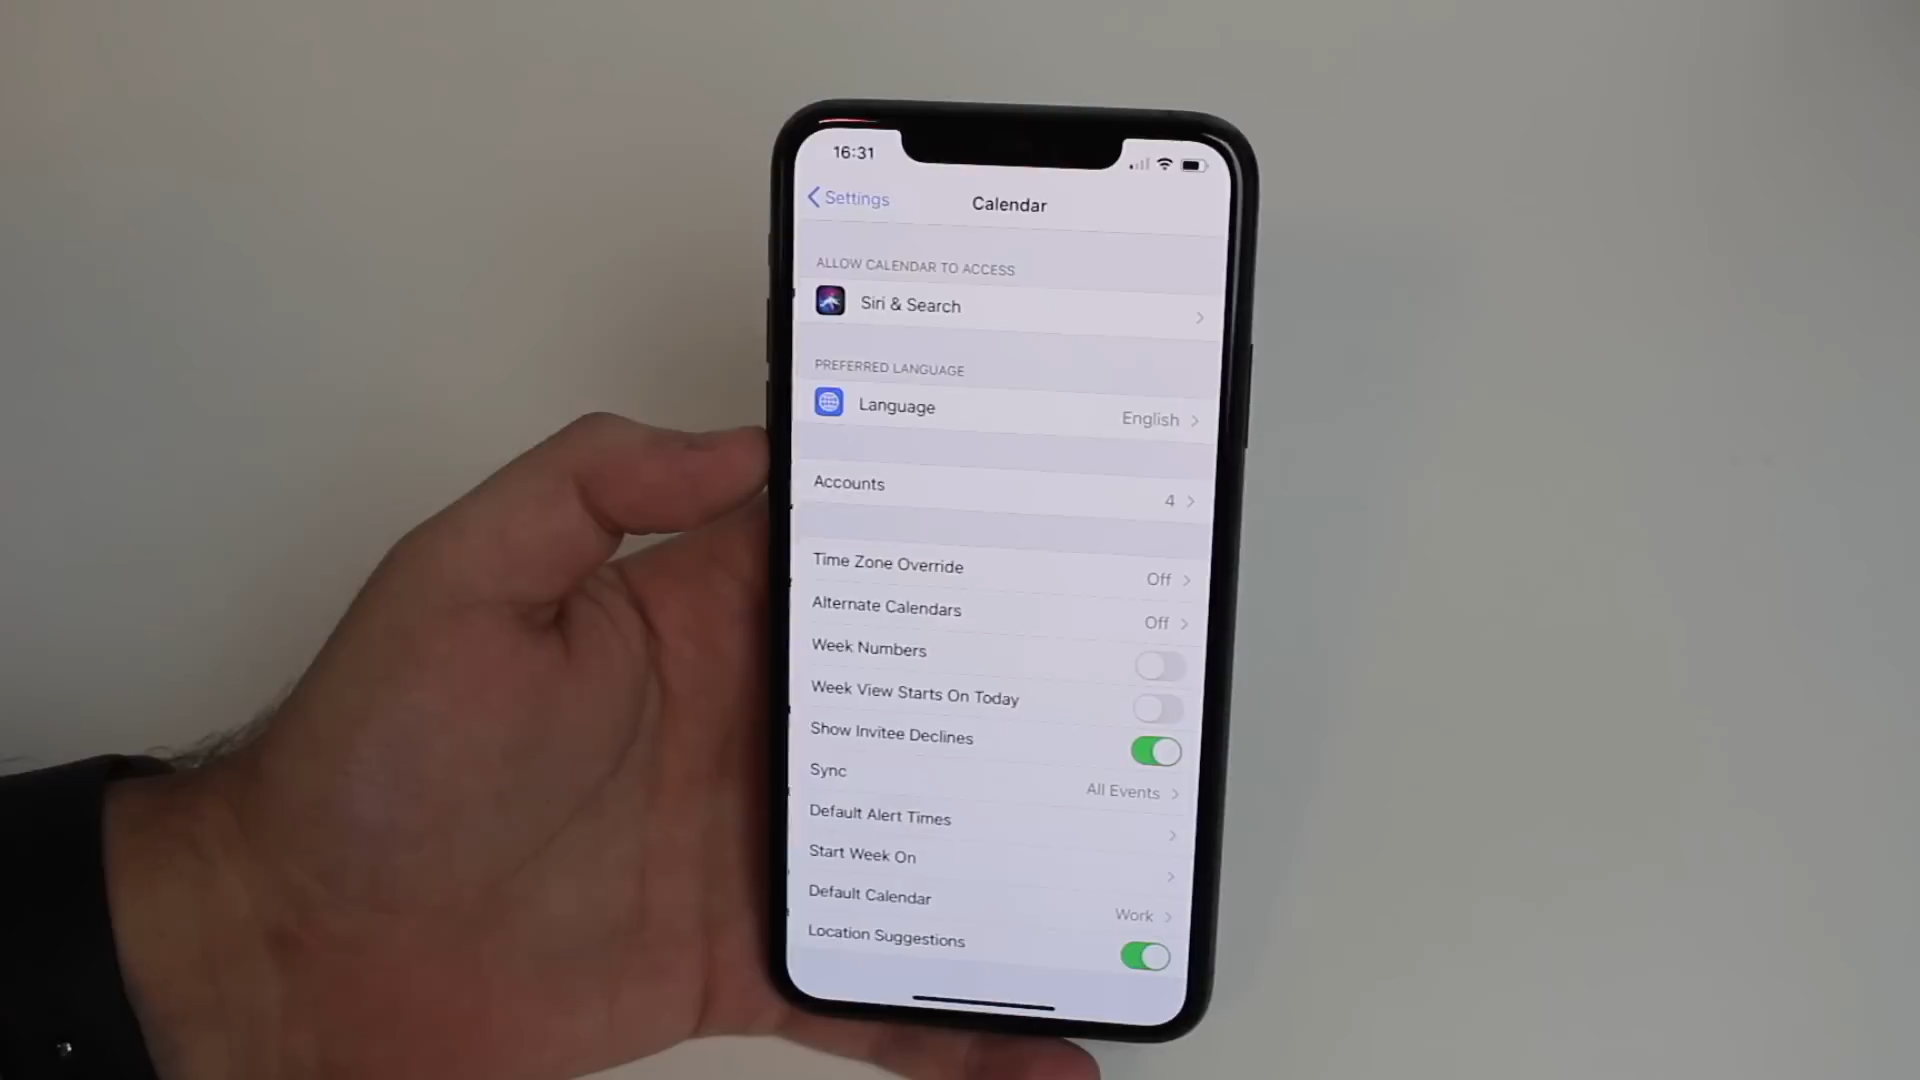 16:31
Settings
Calendar
ALLOW CALENDAR TO ACCESS
Siri & Search
PREFERRED LANGUAGE
Language English
Accounts 4
Time Zone Override Off
Alternate Calendars Off
Week Numbers
Week View Starts On Today
Show Invitee Declines
Sync All Events
Default Alert Times
Start Week On
Default Calendar Work
Location Suggestions